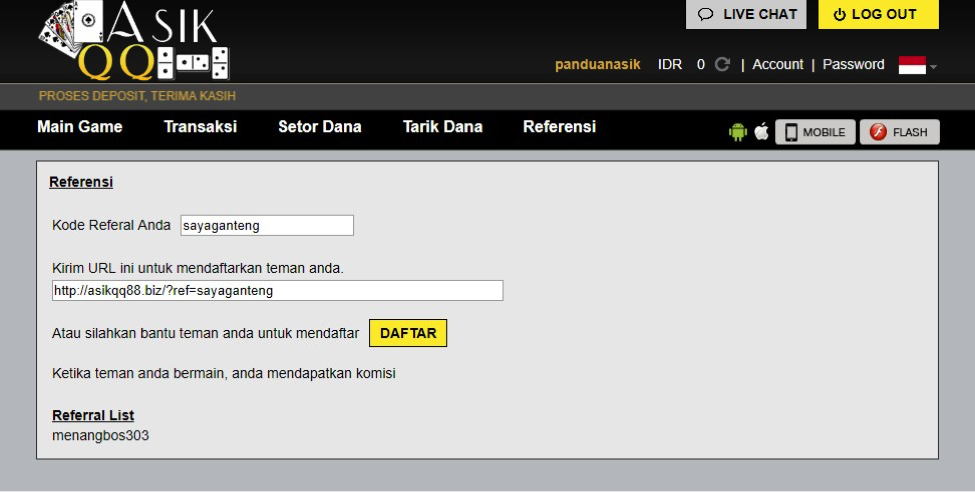 ASIK
QQ
LIVE CHAT
LOG OUT
panduanasik IDR 0 | Account | Password
PROSES DEPOSIT, TERIMA KASIH
Main Game Transaksi Setor Dana Tarik Dana Referensi
MOBILE FLASH
Referensi
Kode Referal Anda sayaganteng
Kirim URL ini untuk mendaftarkan teman anda.
http://asikqq88.biz/?ref=sayaganteng
Atau silahkan bantu teman anda untuk mendaftar DAFTAR
Ketika teman anda bermain, anda mendapatkan komisi
Referral List
menangbos303